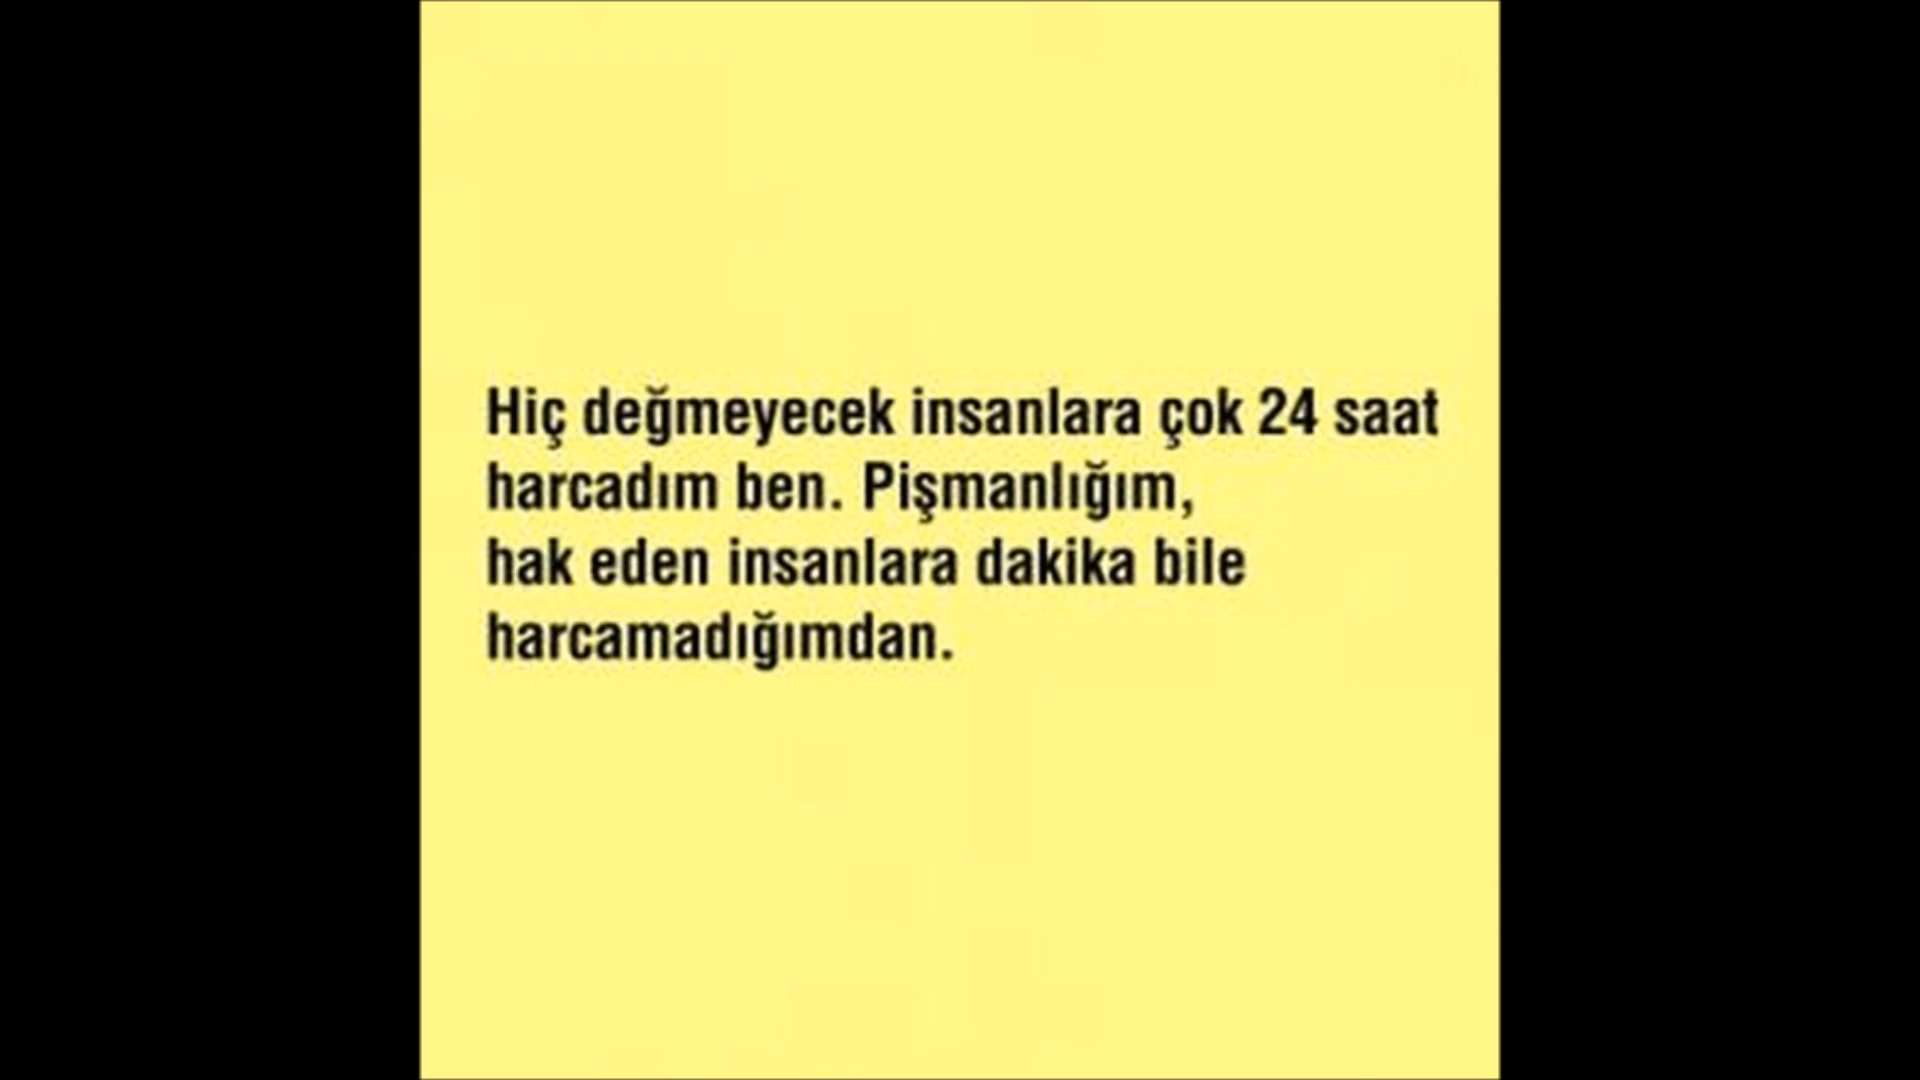 Hiç değmeyecek insanlara çok 24 saat
harcadım ben. Pişmanlığım,
hak eden insanlara dakika bile
harcamadığımdan.